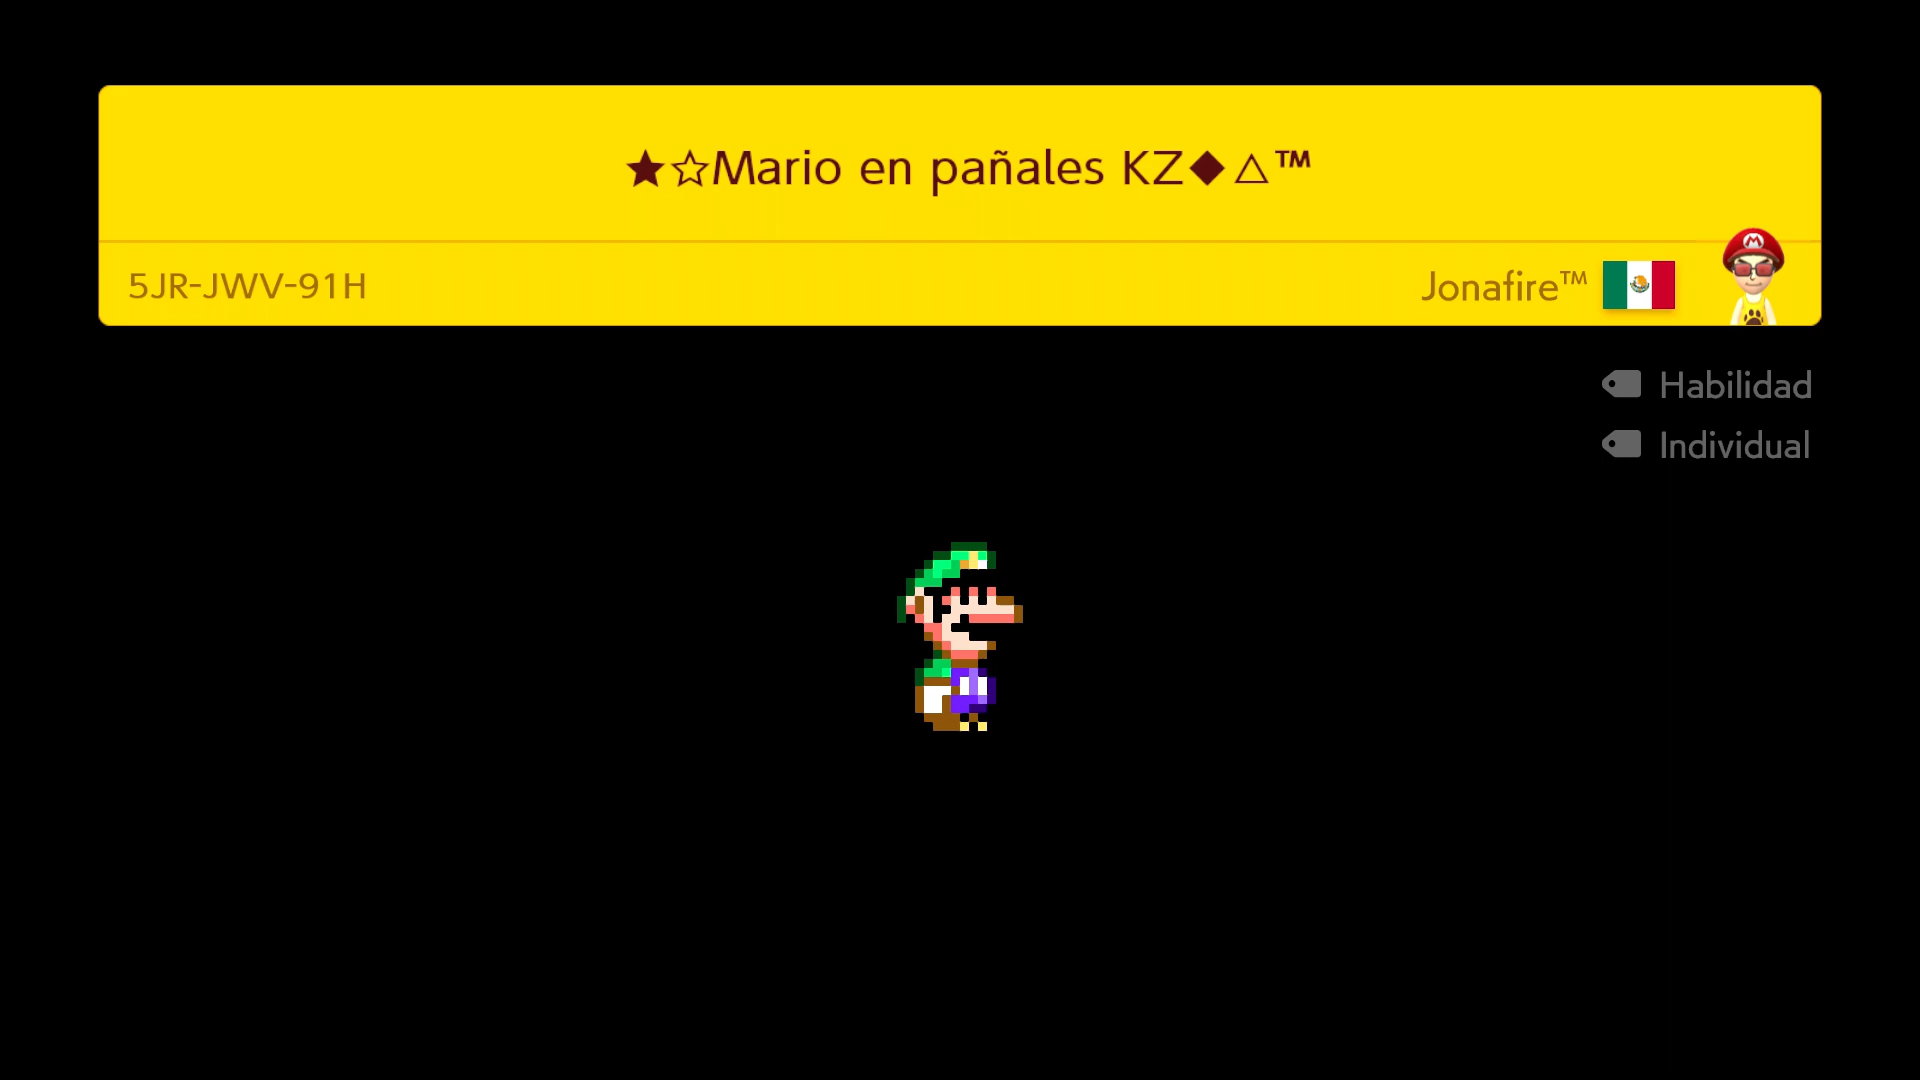 ★☆Mario en pañales KZ◆△™
5JR-JWV-91H
Jonafire™
Habilidad
Individual